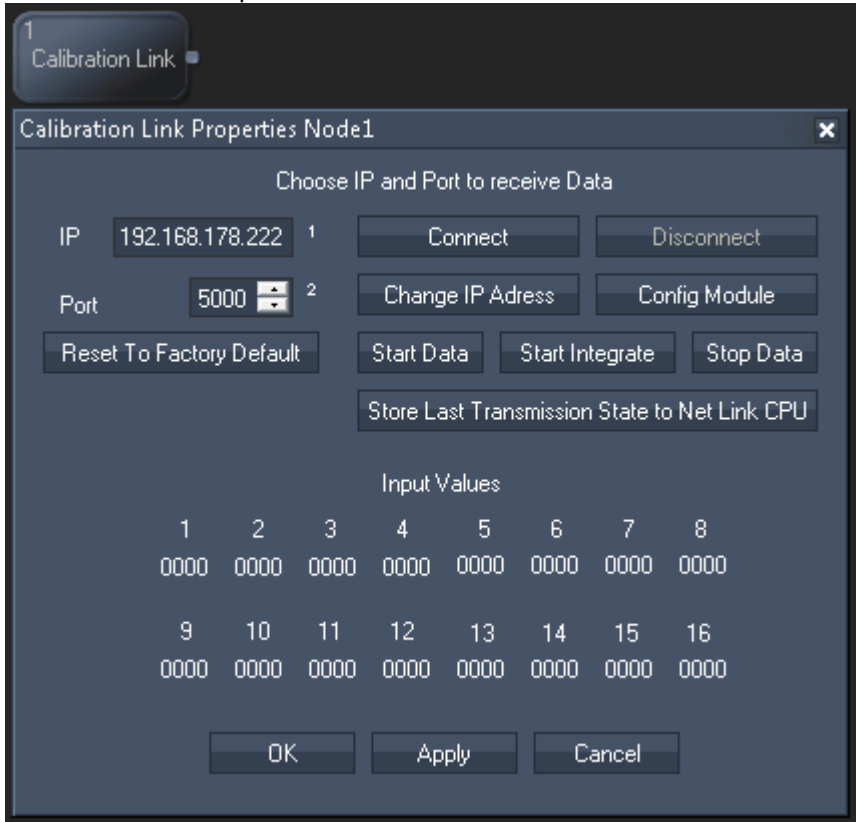 1
Calibration Link
Calibration Link Properties Node1
Choose IP and Port to receive Data
IP 192.168.178.222 1 Connect Disconnect
Port 5000 2 Change IP Adress Config Module
Reset To Factory Default Start Data Start Integrate Stop Data
Store Last Transmission State to Net Link CPU
Input Values
1 2 3 4 5 6 7 8
0000 0000 0000 0000 0000 0000 0000 0000
9 10 11 12 13 14 15 16
0000 0000 0000 0000 0000 0000 0000 0000
OK Apply Cancel